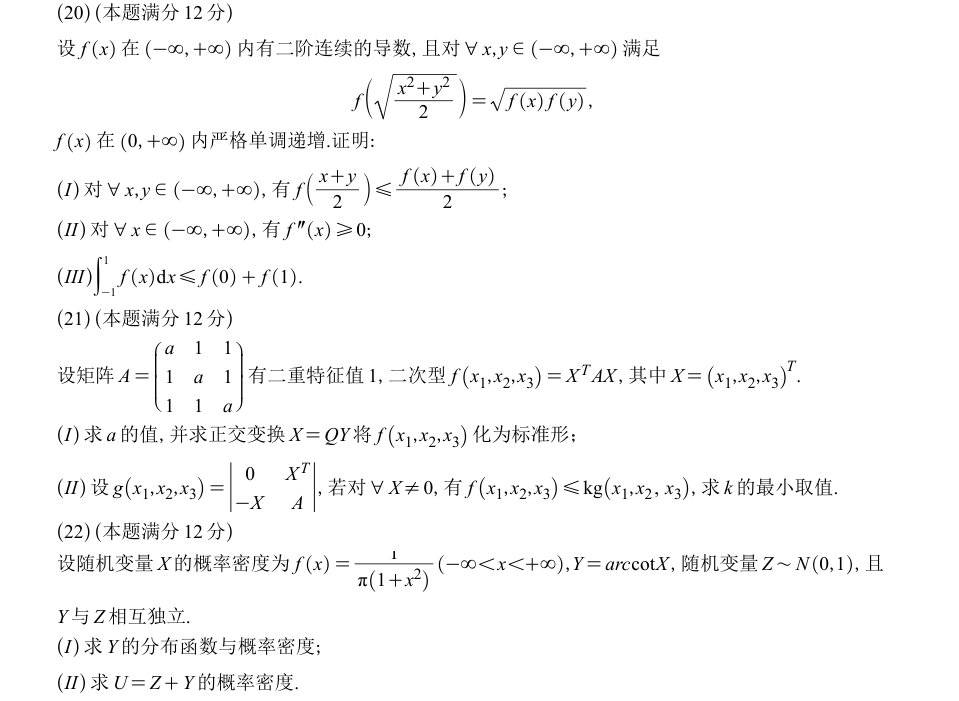 (20) (本题满分 12 分)
设 f(x) 在 (−∞,+∞) 内有二阶连续的导数, 且对 ∀ x,y∈(−∞,+∞) 满足
f(√((x²+y²)/2))=√(f(x)f(y)),
f(x) 在 (0,+∞) 内严格单调递增.证明:
(I) 对 ∀ x,y∈(−∞,+∞), 有 f((x+y)/2)⩽(f(x)+f(y))/2;
(II) 对 ∀ x∈(−∞,+∞), 有 f″(x)⩾0;
(III)∫₋₁¹ f(x)dx⩽f(0)+f(1).
(21) (本题满分 12 分)
设矩阵 A=(a 1 1; 1 a 1; 1 1 a) 有二重特征值 1, 二次型 f(x₁,x₂,x₃)=XᵀAX, 其中 X=(x₁,x₂,x₃)ᵀ.
(I) 求 a 的值, 并求正交变换 X=QY 将 f(x₁,x₂,x₃) 化为标准形;
(II) 设 g(x₁,x₂,x₃)=|0 Xᵀ; −X A|, 若对 ∀ X≠0, 有 f(x₁,x₂,x₃)⩽kg(x₁,x₂, x₃), 求 k 的最小取值.
(22) (本题满分 12 分)
设随机变量 X 的概率密度为 f(x)=1/(π(1+x²)) (−∞<x<+∞),Y=arccotX, 随机变量 Z∼N(0,1), 且
Y 与 Z 相互独立.
(I) 求 Y 的分布函数与概率密度;
(II) 求 U=Z+Y 的概率密度.